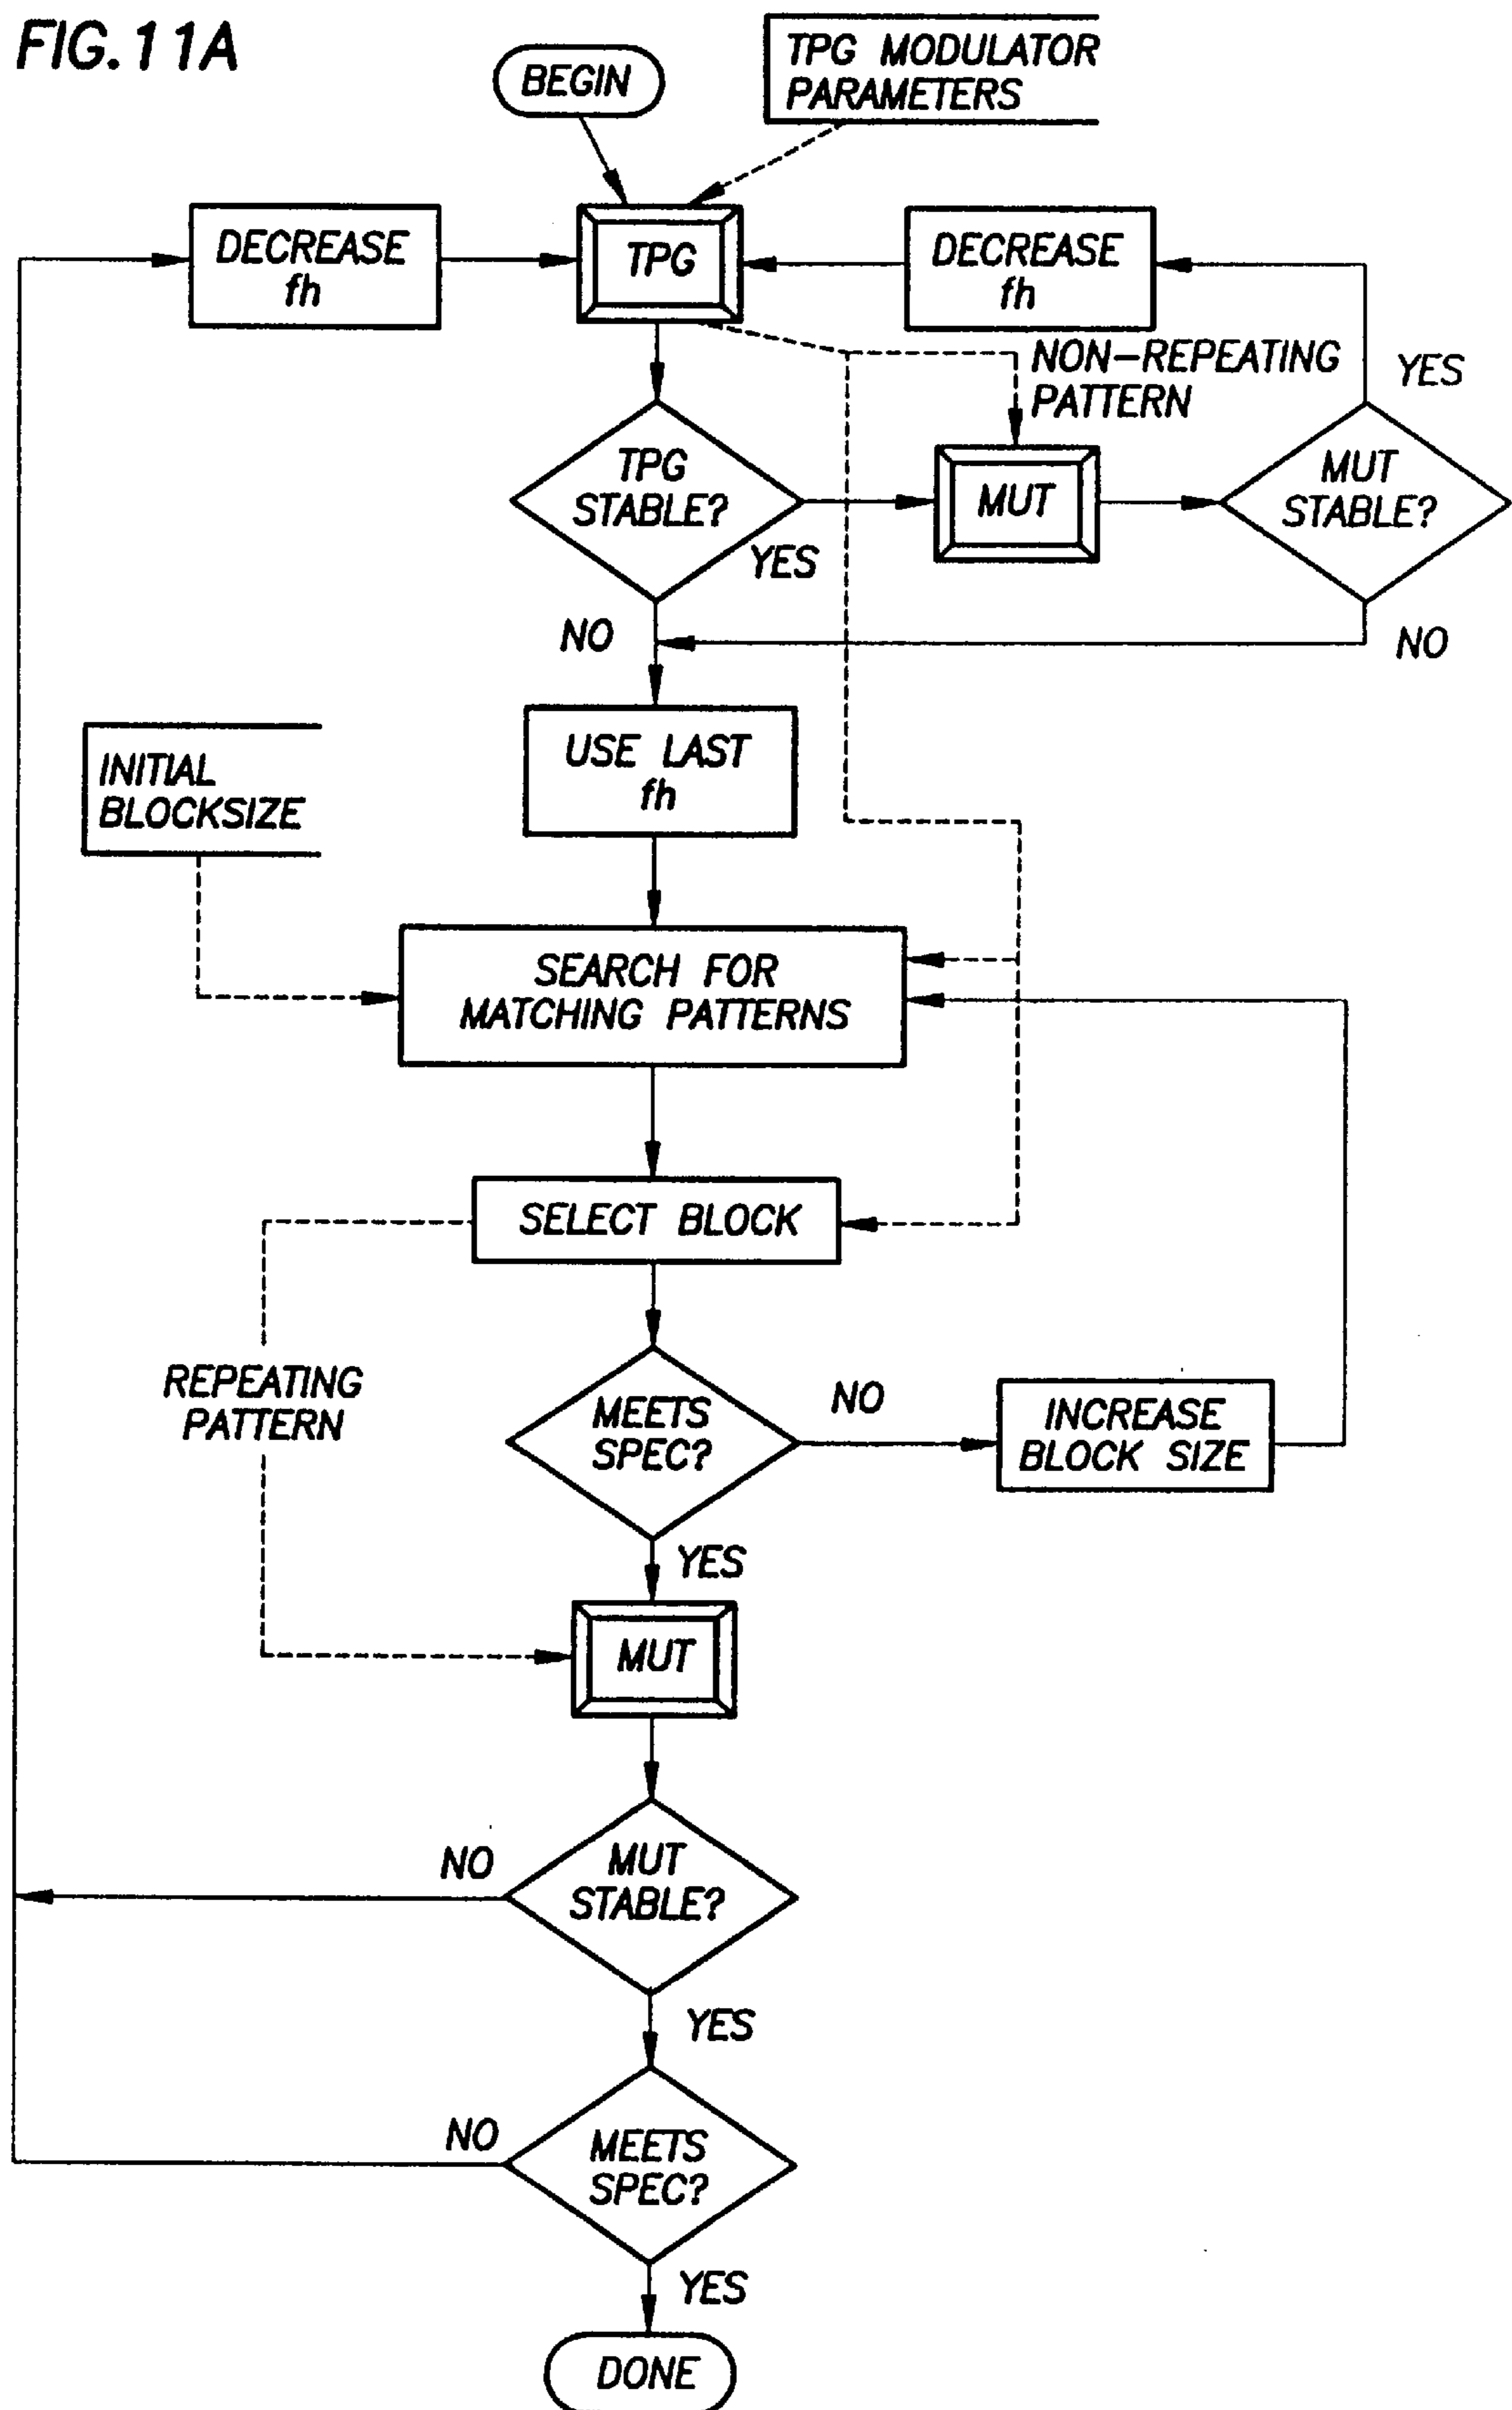 FIG. 11A
BEGIN
TPG MODULATOR
PARAMETERS
DECREASE
fh
TPG
DECREASE
fh
NON-REPEATING
PATTERN
YES
TPG
STABLE?
YES
MUT
MUT
STABLE?
NO
NO
USE LAST
fh
INITIAL
BLOCKSIZE
SEARCH FOR
MATCHING PATTERNS
SELECT BLOCK
REPEATING
PATTERN
MEETS
SPEC?
NO
INCREASE
BLOCK SIZE
YES
MUT
NO
MUT
STABLE?
YES
NO
MEETS
SPEC?
YES
DONE